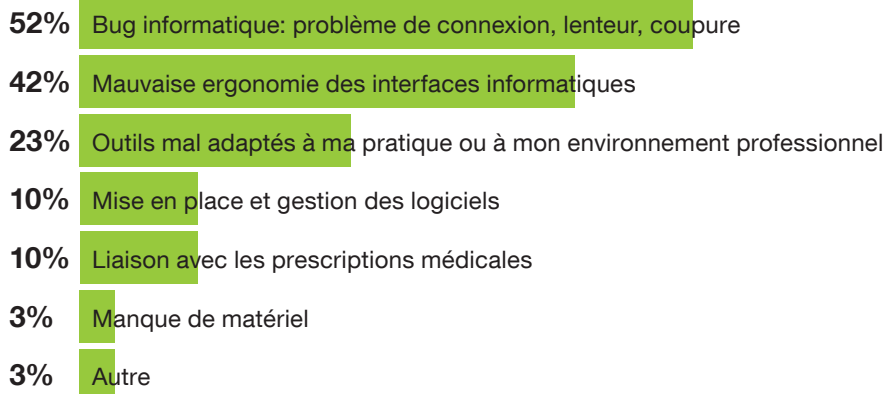 52% Bug informatique: problème de connexion, lenteur, coupure
42% Mauvaise ergonomie des interfaces informatiques
23% Outils mal adaptés à ma pratique ou à mon environnement professionnel
10% Mise en place et gestion des logiciels
10% Liaison avec les prescriptions médicales
3% Manque de matériel
3% Autre